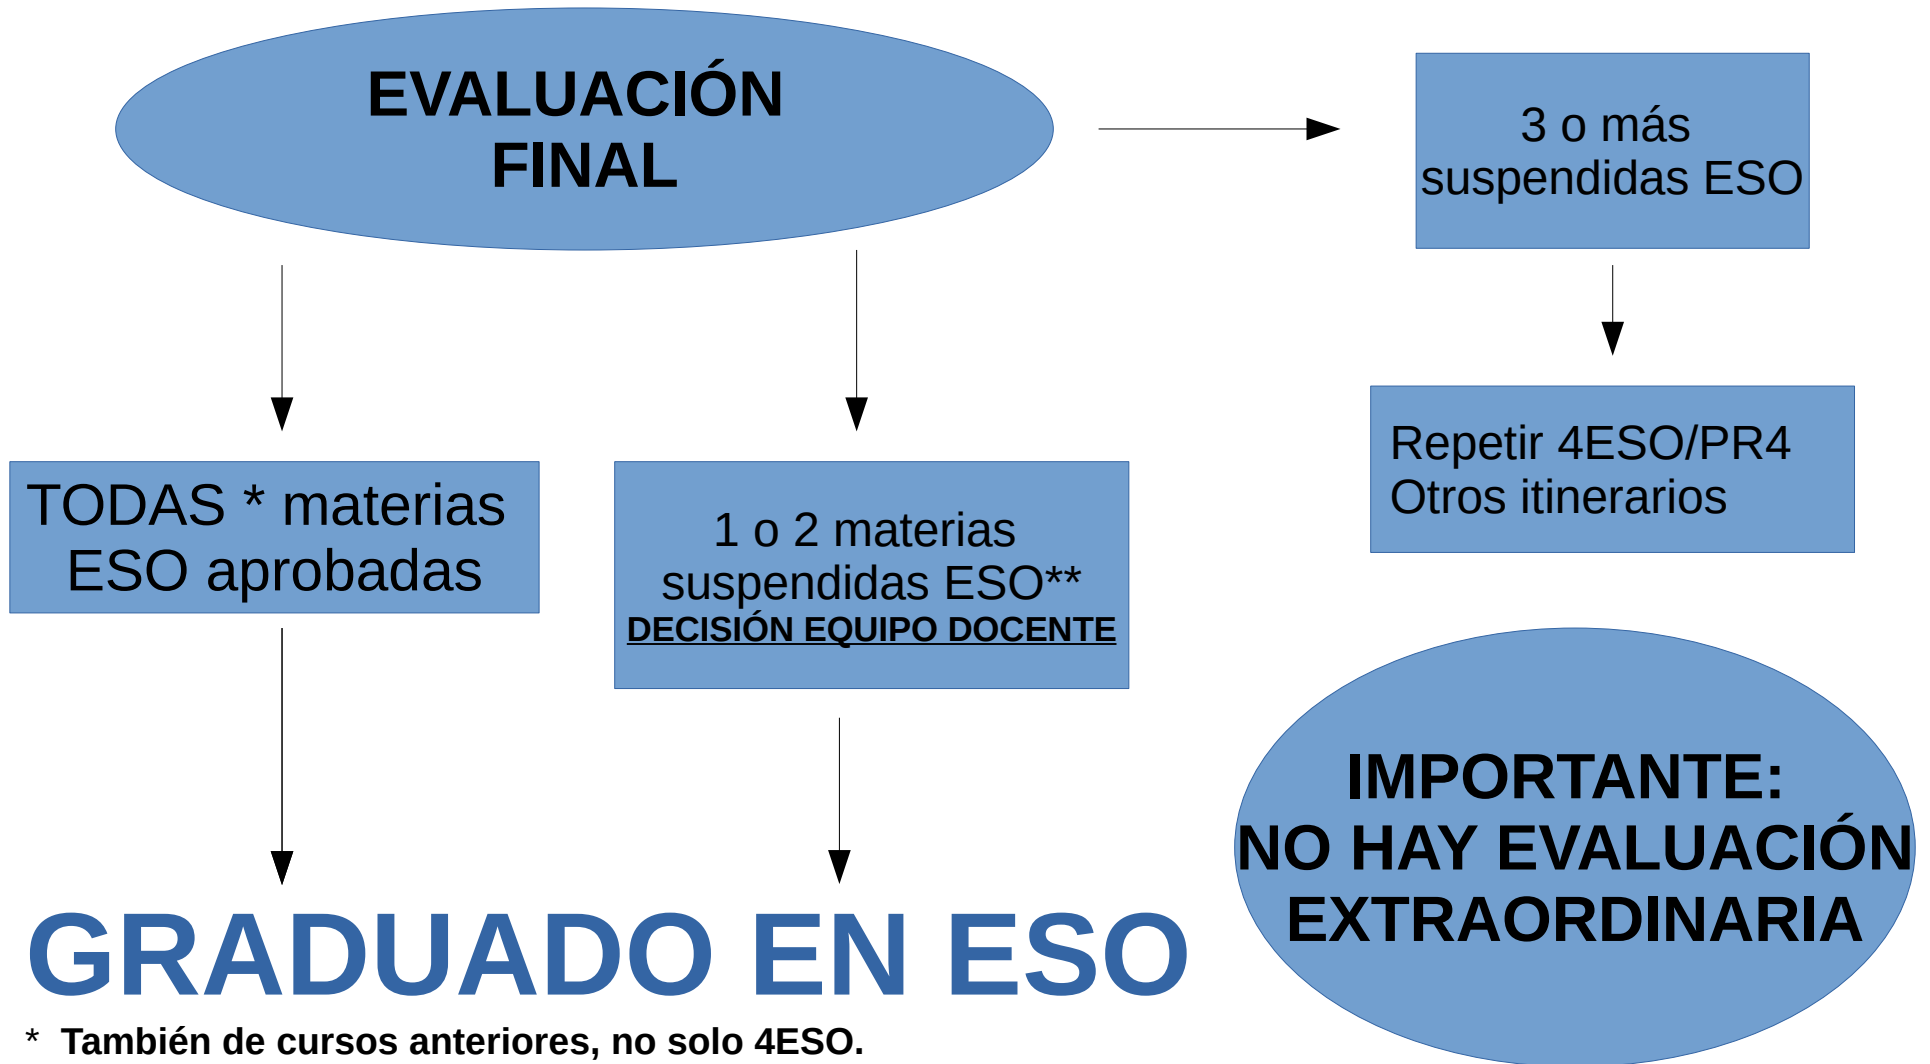 EVALUACIÓN
FINAL
3 o más
suspendidas ESO
Repetir 4ESO/PR4
Otros itinerarios
TODAS * materias
ESO aprobadas
1 o 2 materias
suspendidas ESO**
DECISIÓN EQUIPO DOCENTE
IMPORTANTE:
NO HAY EVALUACIÓN
EXTRAORDINARIA
GRADUADO EN ESO
* También de cursos anteriores, no solo 4ESO.